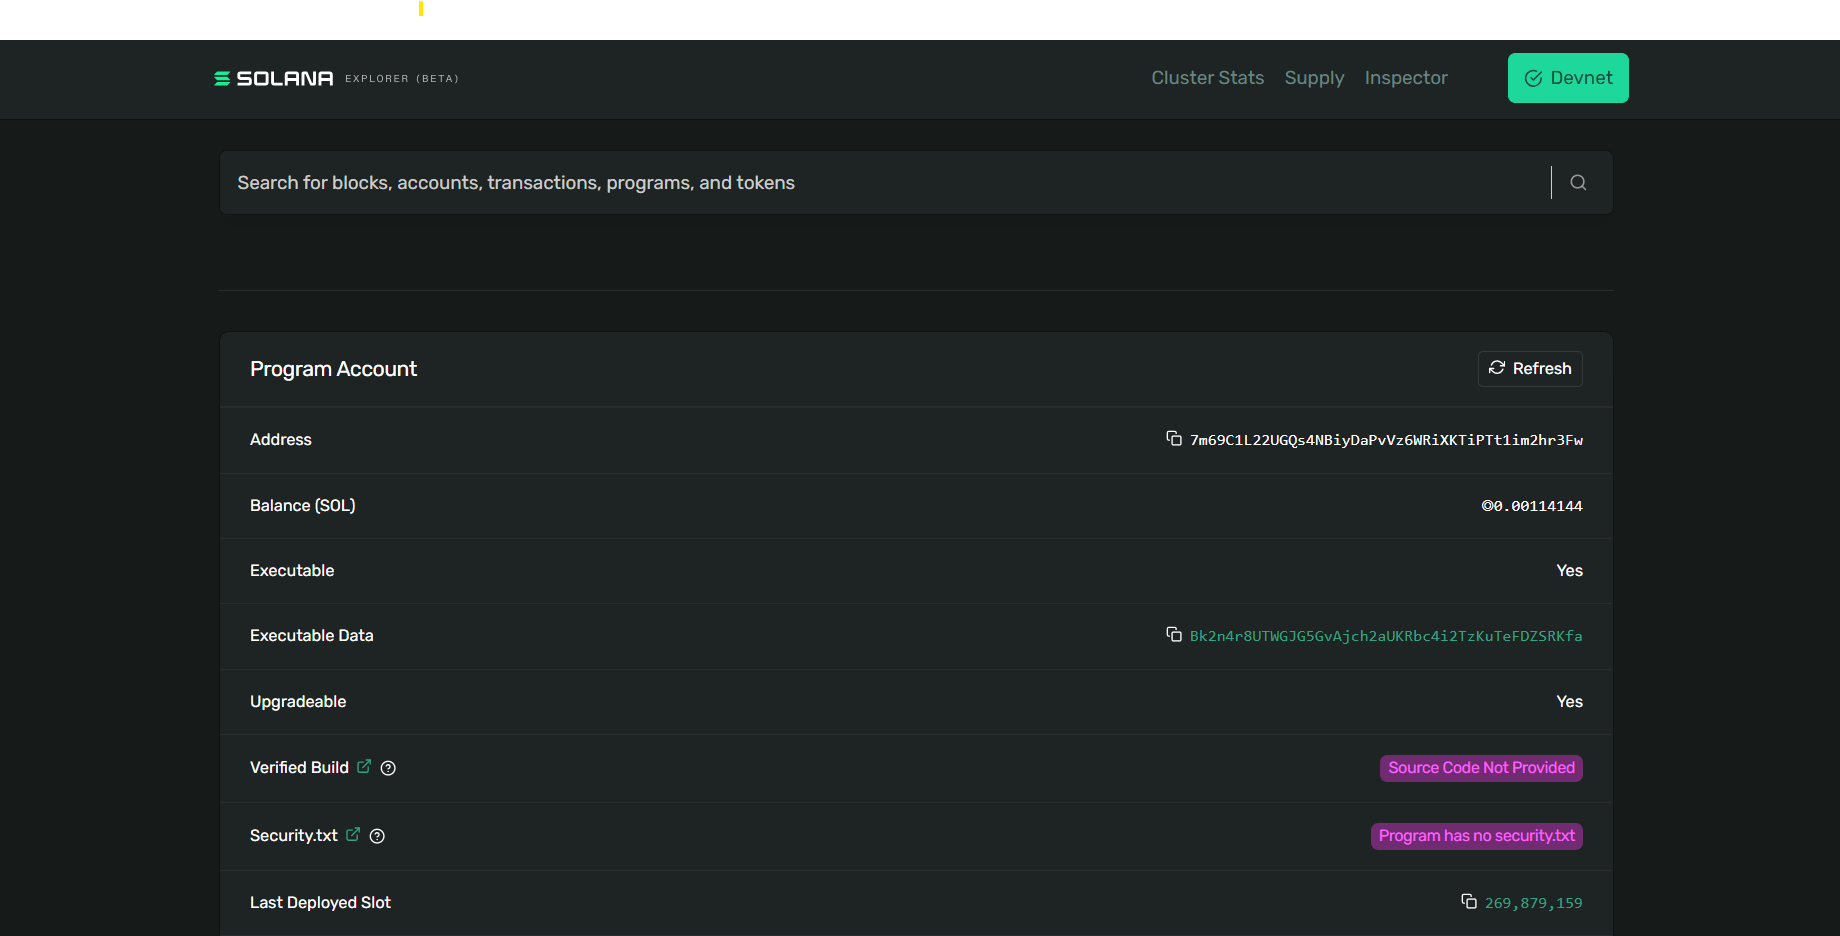 SOLANA EXPLORER (BETA) Cluster Stats Supply Inspector Devnet
Search for blocks, accounts, transactions, programs, and tokens
Program Account Refresh
Address 7m69C1L22UGQs4NBiyDaPvVz6WRiXKTiPTt1im2hr3Fw
Balance (SOL) ◎0.00114144
Executable Yes
Executable Data Bk2n4r8UTWGJG5GvAjch2aUKRbc4i2TzKuTeFDZSRKfa
Upgradeable Yes
Verified Build Source Code Not Provided
Security.txt Program has no security.txt
Last Deployed Slot 269,879,159